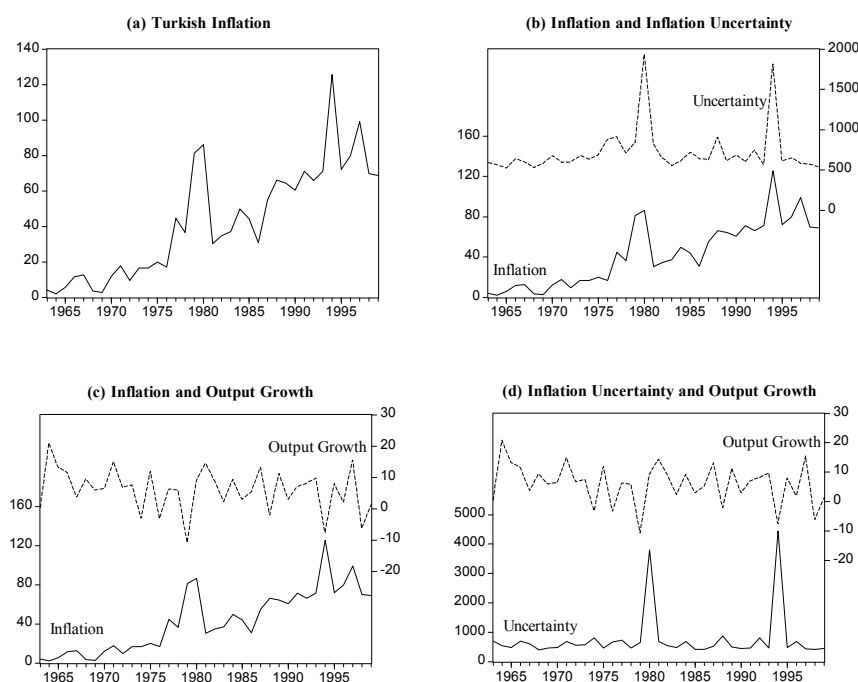 (a) Turkish Inflation
140
120
100
80
60
40
20
0
1965 1970 1975 1980 1985 1990 1995
(b) Inflation and Inflation Uncertainty
2000
1500
1000
500
0
Uncertainty
160
120
80
40
0
Inflation
1965 1970 1975 1980 1985 1990 1995
(c) Inflation and Output Growth
30
20
10
0
-10
-20
Output Growth
160
120
80
40
0
Inflation
1965 1970 1975 1980 1985 1990 1995
(d) Inflation Uncertainty and Output Growth
30
20
10
0
-10
-20
Output Growth
5000
4000
3000
2000
1000
0
Uncertainty
1965 1970 1975 1980 1985 1990 1995